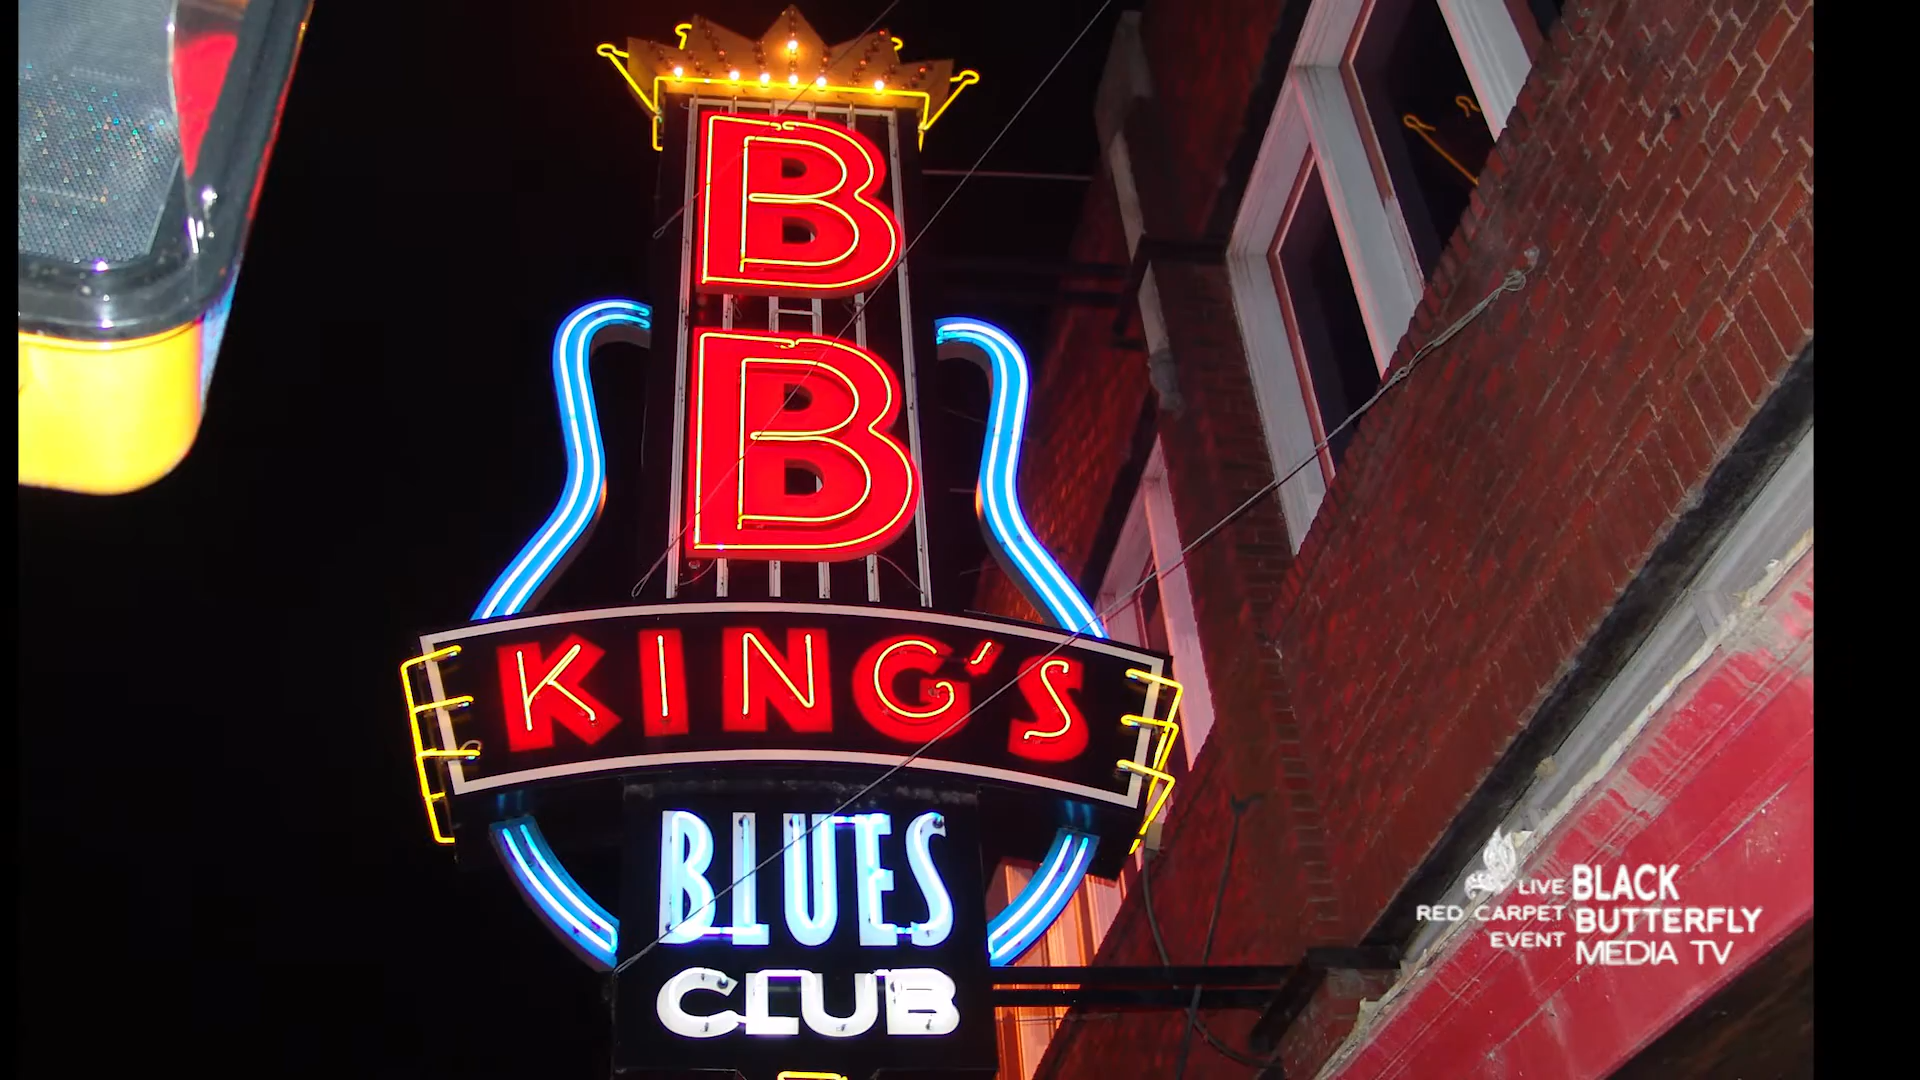 B
B
KING'S
BLUES
CLUB
LIVE
RED CARPET
EVENT
BLACK
BUTTERFLY
MEDIA TV